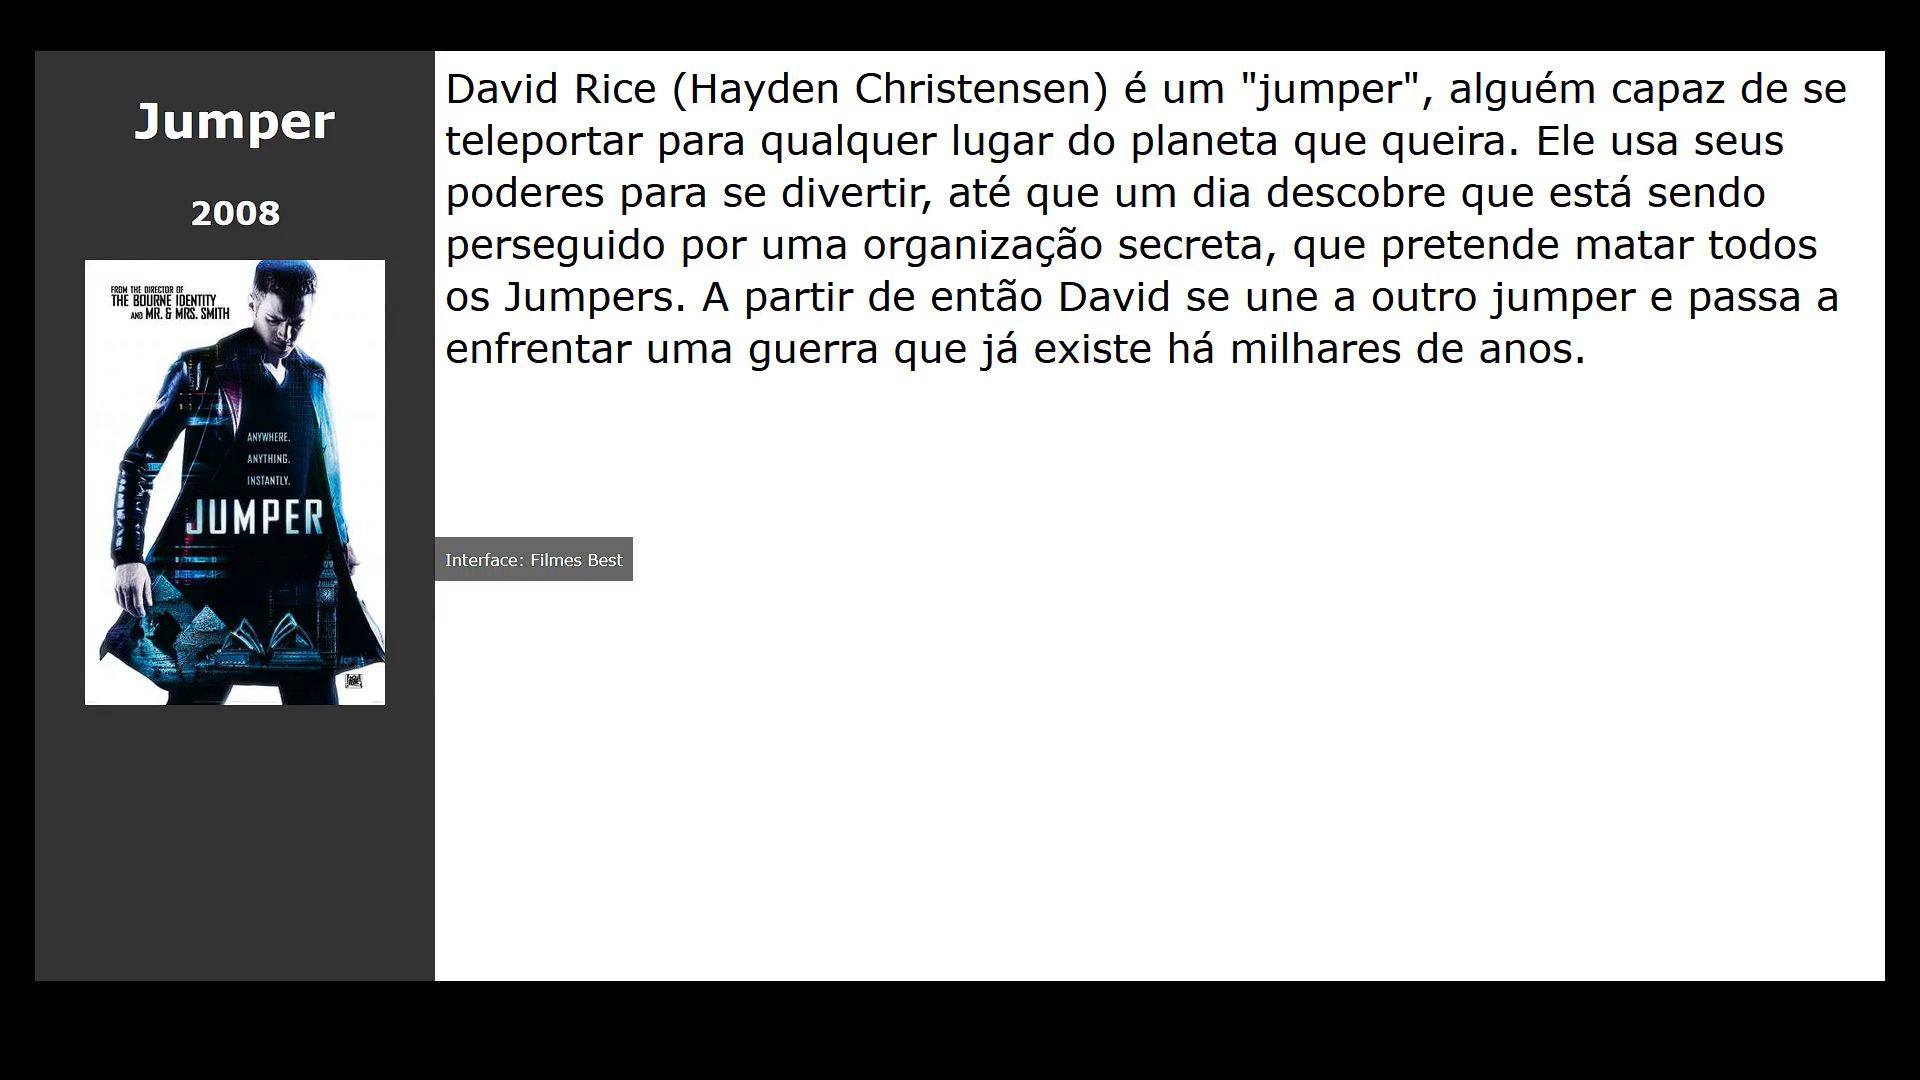 Jumper
2008
FROM THE DIRECTOR OF
THE BOURNE IDENTITY
AND MR. & MRS. SMITH
ANYWHERE.
ANYTHING.
INSTANTLY.
JUMPER
David Rice (Hayden Christensen) é um "jumper", alguém capaz de se
teleportar para qualquer lugar do planeta que queira. Ele usa seus
poderes para se divertir, até que um dia descobre que está sendo
perseguido por uma organização secreta, que pretende matar todos
os Jumpers. A partir de então David se une a outro jumper e passa a
enfrentar uma guerra que já existe há milhares de anos.
Interface: Filmes Best